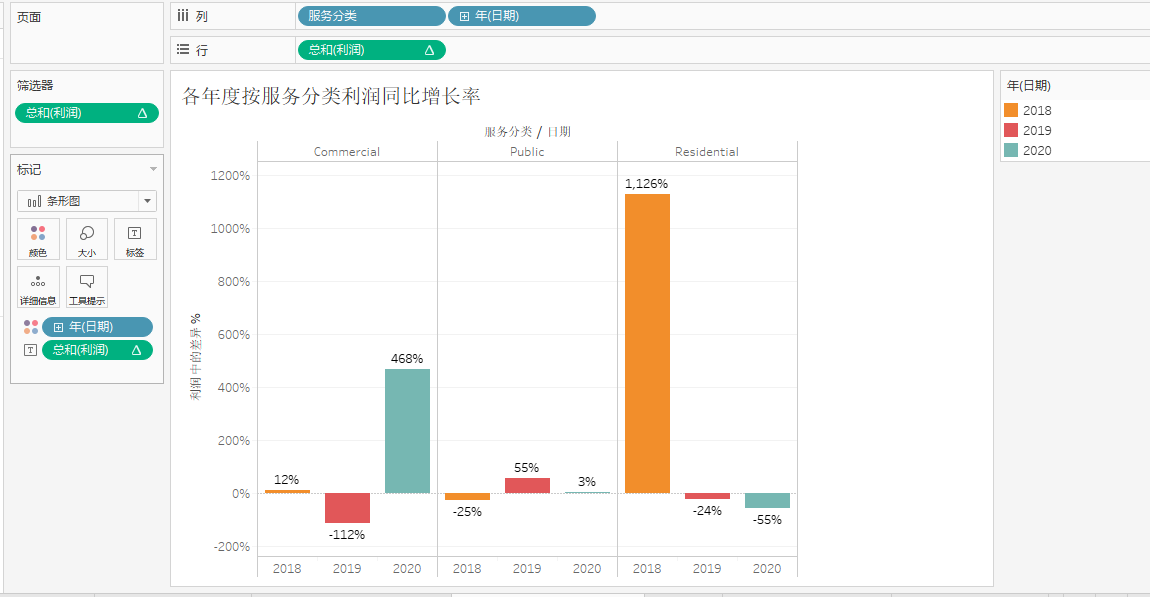 页面
列
服务分类
年(日期)
行
总和(利润)
筛选器
总和(利润)
标记
条形图
颜色
大小
标签
详细信息
工具提示
年(日期)
总和(利润)
各年度按服务分类利润同比增长率
服务分类 / 日期
Commercial
Public
Residential
利润 中的差异 %
1200%
1000%
800%
600%
400%
200%
0%
-200%
12%
-112%
468%
-25%
55%
3%
1,126%
-24%
-55%
2018
2019
2020
2018
2019
2020
2018
2019
2020
年(日期)
2018
2019
2020